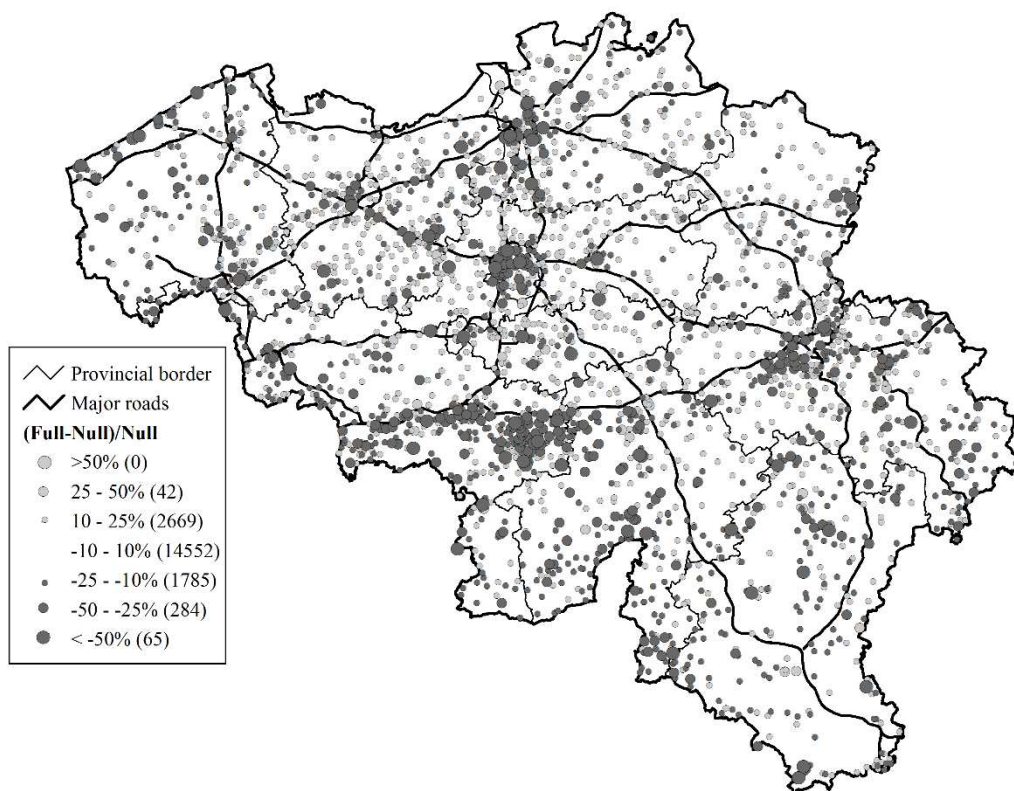 Provincial border
Major roads
(Full-Null)/Null
>50% (0)
25 - 50% (42)
10 - 25% (2669)
-10 - 10% (14552)
-25 - -10% (1785)
-50 - -25% (284)
< -50% (65)